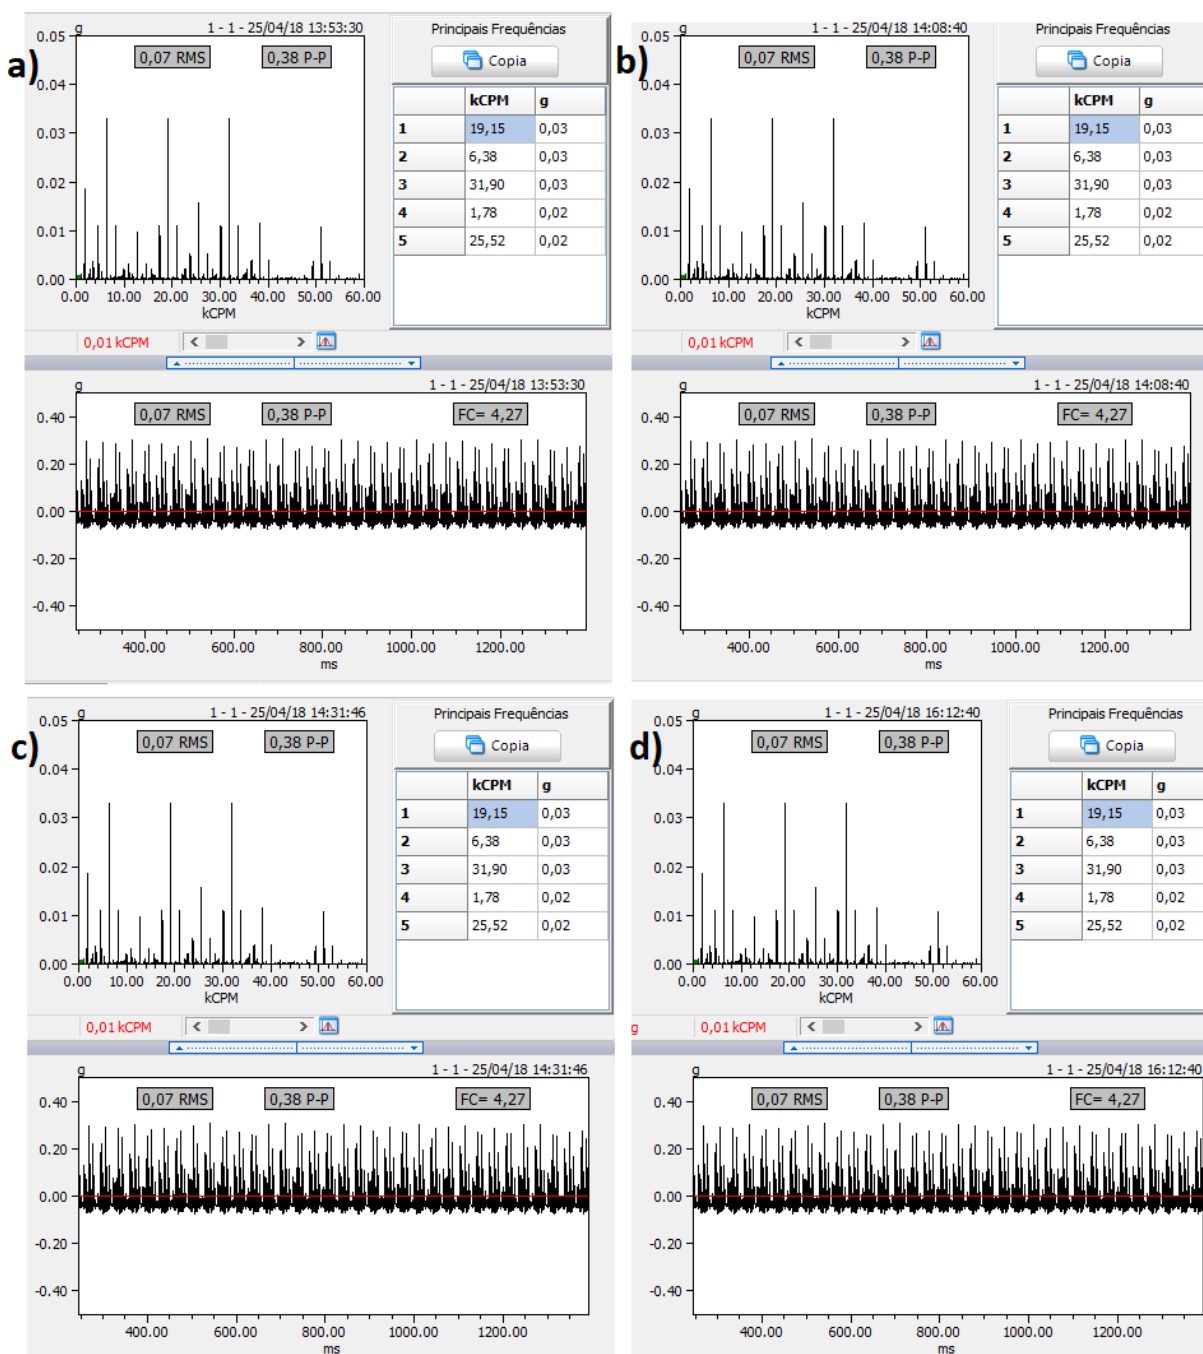 a)
g
1 - 1 - 25/04/18 13:53:30
0,07 RMS
0,38 P-P
0.05
0.04
0.03
0.02
0.01
0.00
0.00 10.00 20.00 30.00 40.00 50.00 60.00
kCPM
Principais Frequências
Copia
kCPM g
1 19,15 0,03
2 6,38 0,03
3 31,90 0,03
4 1,78 0,02
5 25,52 0,02
0,01 kCPM
g
1 - 1 - 25/04/18 13:53:30
0,07 RMS
0,38 P-P
FC= 4,27
0.40
0.20
0.00
-0.20
-0.40
400.00 600.00 800.00 1000.00 1200.00
ms
b)
g
1 - 1 - 25/04/18 14:08:40
0,07 RMS
0,38 P-P
0.05
0.04
0.03
0.02
0.01
0.00
0.00 10.00 20.00 30.00 40.00 50.00 60.00
kCPM
Principais Frequências
Copia
kCPM g
1 19,15 0,03
2 6,38 0,03
3 31,90 0,03
4 1,78 0,02
5 25,52 0,02
0,01 kCPM
g
1 - 1 - 25/04/18 14:08:40
0,07 RMS
0,38 P-P
FC= 4,27
0.40
0.20
0.00
-0.20
-0.40
400.00 600.00 800.00 1000.00 1200.00
ms
c)
g
1 - 1 - 25/04/18 14:31:46
0,07 RMS
0,38 P-P
0.05
0.04
0.03
0.02
0.01
0.00
0.00 10.00 20.00 30.00 40.00 50.00 60.00
kCPM
Principais Frequências
Copia
kCPM g
1 19,15 0,03
2 6,38 0,03
3 31,90 0,03
4 1,78 0,02
5 25,52 0,02
0,01 kCPM
g
1 - 1 - 25/04/18 14:31:46
0,07 RMS
0,38 P-P
FC= 4,27
0.40
0.20
0.00
-0.20
-0.40
400.00 600.00 800.00 1000.00 1200.00
ms
d)
g
1 - 1 - 25/04/18 16:12:40
0,07 RMS
0,38 P-P
0.05
0.04
0.03
0.02
0.01
0.00
0.00 10.00 20.00 30.00 40.00 50.00 60.00
kCPM
Principais Frequências
Copia
kCPM g
1 19,15 0,03
2 6,38 0,03
3 31,90 0,03
4 1,78 0,02
5 25,52 0,02
g 0,01 kCPM
g
1 - 1 - 25/04/18 16:12:40
0,07 RMS
0,38 P-P
FC= 4,27
0.40
0.20
0.00
-0.20
-0.40
400.00 600.00 800.00 1000.00 1200.00
ms